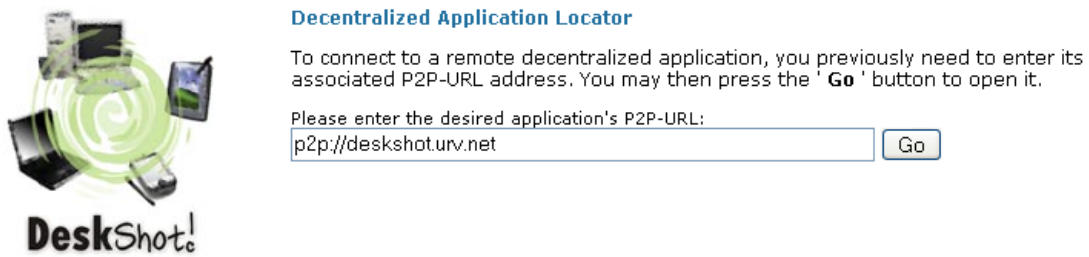 Decentralized Application Locator
To connect to a remote decentralized application, you previously need to enter its
associated P2P-URL address. You may then press the ' Go ' button to open it.
Please enter the desired application's P2P-URL:
p2p://deskshot.urv.net Go
DeskShot!